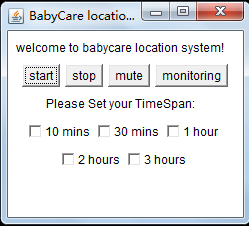 BabyCare locatio...
welcome to babycare location system!
start stop mute monitoring
Please Set your TimeSpan:
10 mins 30 mins 1 hour
2 hours 3 hours